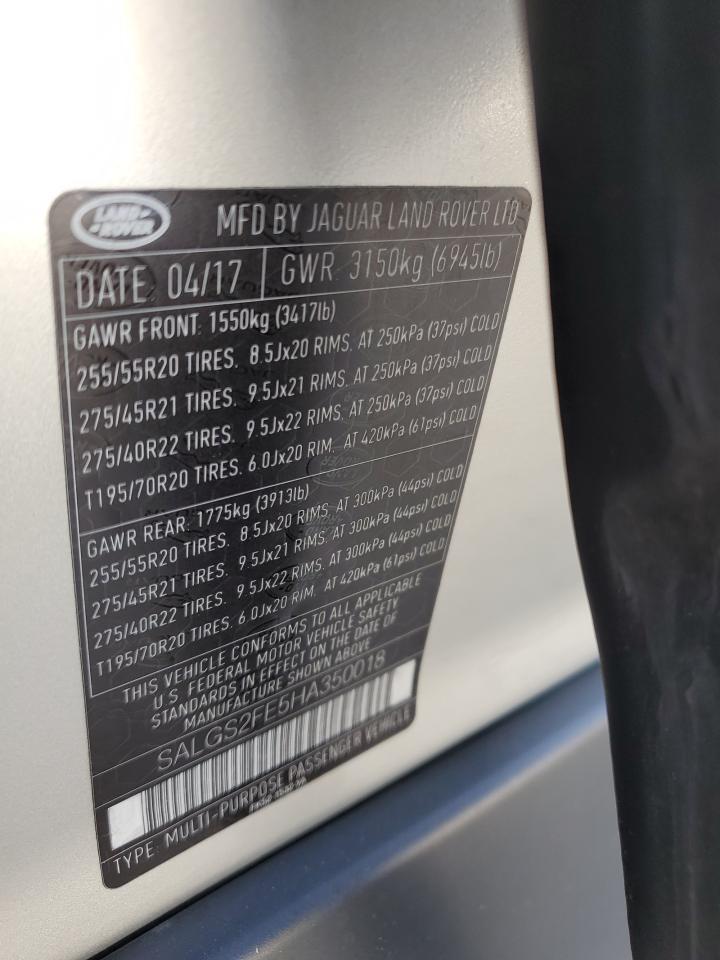 LAND ROVER
MFD BY JAGUAR LAND ROVER LTD
DATE: 04/17 GWR: 3150kg (6945lb)
GAWR FRONT: 1550kg (3417lb)
255/55R20 TIRES. 8.5Jx20 RIMS. AT 250kPa (37psi) COLD
275/45R21 TIRES. 9.5Jx21 RIMS. AT 250kPa (37psi) COLD
275/40R22 TIRES. 9.5Jx22 RIMS. AT 250kPa (37psi) COLD
T195/70R20 TIRES. 6.0Jx20 RIM. AT 420kPa (61psi) COLD
GAWR REAR: 1775kg (3913lb)
255/55R20 TIRES. 8.5Jx20 RIMS. AT 300kPa (44psi) COLD
275/45R21 TIRES. 9.5Jx21 RIMS. AT 300kPa (44psi) COLD
275/40R22 TIRES. 9.5Jx22 RIMS. AT 300kPa (44psi) COLD
T195/70R20 TIRES. 6.0Jx20 RIM. AT 420kPa (61psi) COLD
THIS VEHICLE CONFORMS TO ALL APPLICABLE
U.S. FEDERAL MOTOR VEHICLE SAFETY
STANDARDS IN EFFECT ON THE DATE OF
MANUFACTURE SHOWN ABOVE
SALGS2FE5HA350018
TYPE: MULTI-PURPOSE PASSENGER VEHICLE